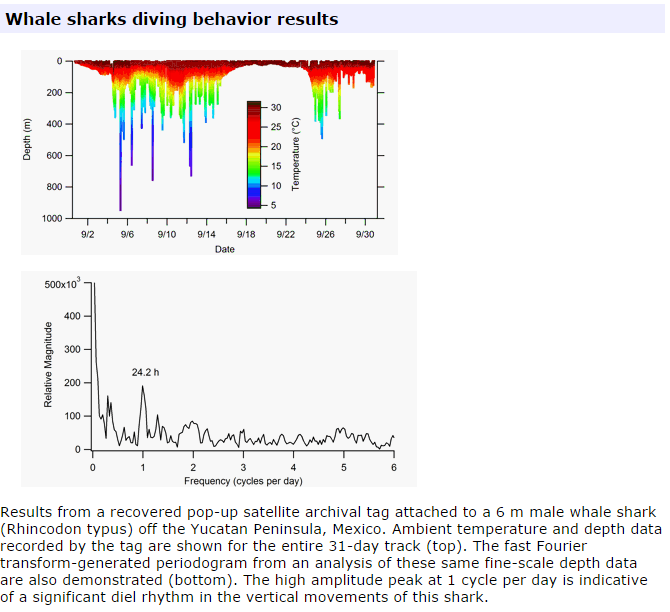 Whale sharks diving behavior results
0
200
400
600
800
1000
Depth (m)
30
25
20
15
10
5
Temperature (°C)
9/2 9/6 9/10 9/14 9/18 9/22 9/26 9/30
Date
500x10³
400
300
200
100
0
Relative Magnitude
24.2 h
0 1 2 3 4 5 6
Frequency (cycles per day)
Results from a recovered pop-up satellite archival tag attached to a 6 m male whale shark
(Rhincodon typus) off the Yucatan Peninsula, Mexico. Ambient temperature and depth data
recorded by the tag are shown for the entire 31-day track (top). The fast Fourier
transform-generated periodogram from an analysis of these same fine-scale depth data
are also demonstrated (bottom). The high amplitude peak at 1 cycle per day is indicative
of a significant diel rhythm in the vertical movements of this shark.